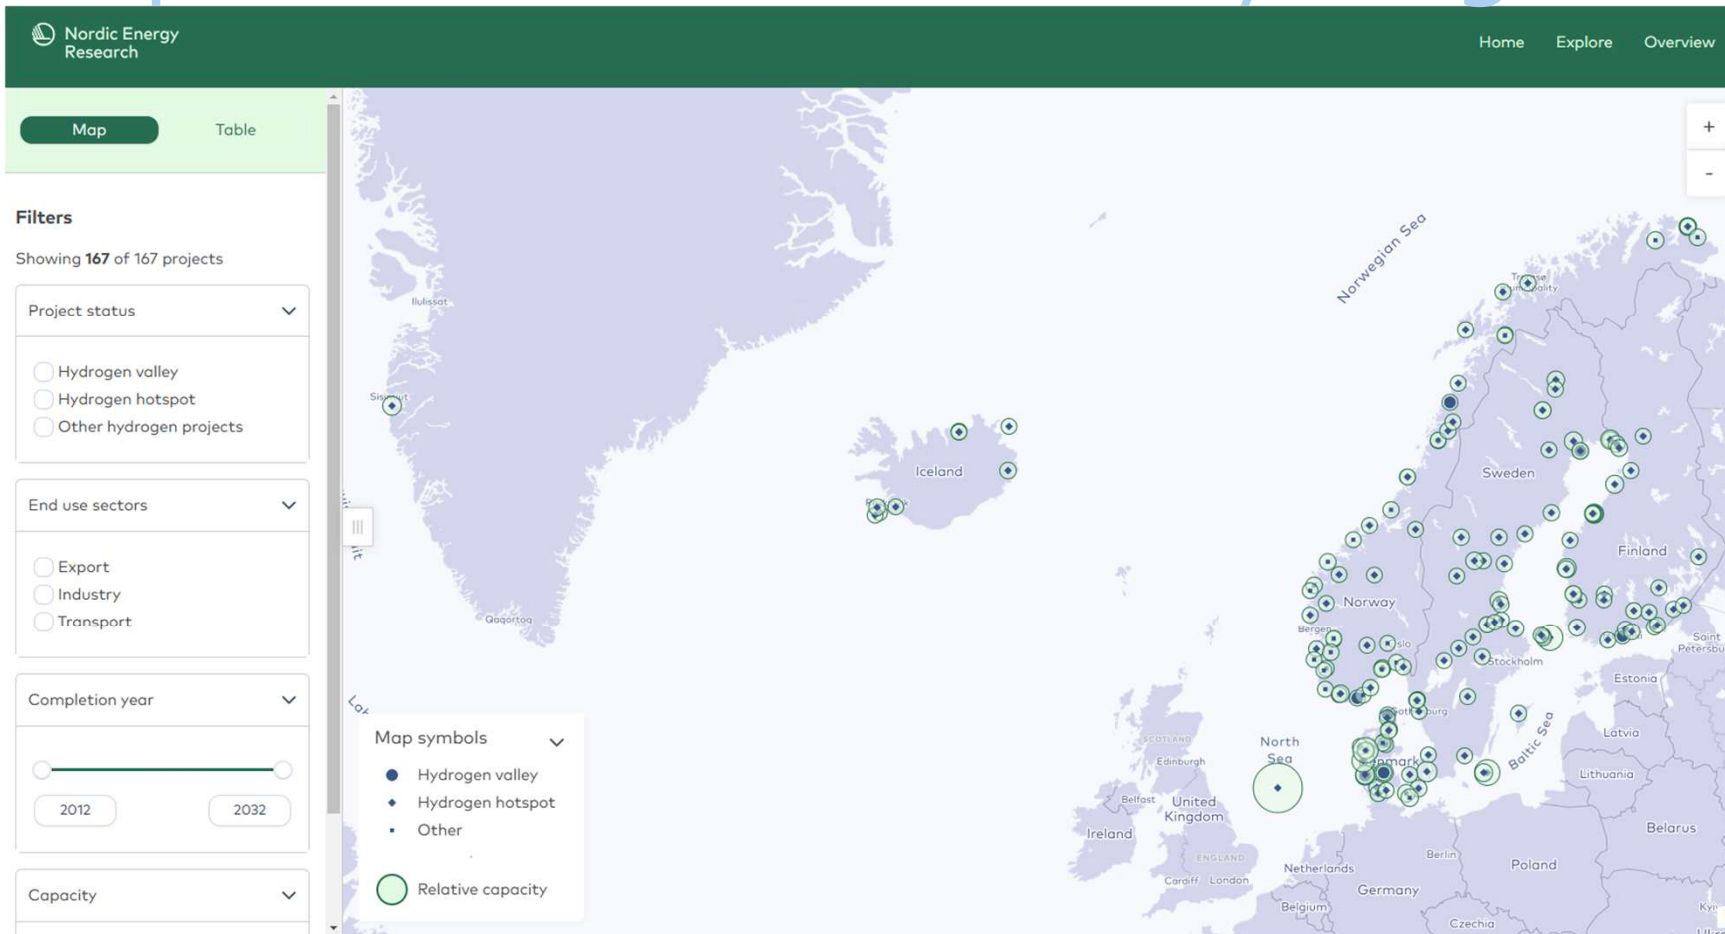 Nordic Energy
Research
Home
Explore
Overview
Map
Table
Filters
Showing 167 of 167 projects
Project status
Hydrogen valley
Hydrogen hotspot
Other hydrogen projects
End use sectors
Export
Industry
Transport
Completion year
2012
2032
Capacity
+
-
Norwegian Sea
Ilulissat
Iceland
Qaqortoq
Sweden
Finland
Norway
Bergen
Stockholm
Saint
Estonia
Baltic Sea
Latvia
Lithuania
North
Sea
SCOTLAND
Edinburgh
Belfast
United
Kingdom
Ireland
ENGLAND
Cardiff
London
Netherlands
Berlin
Poland
Belarus
Germany
Belgium
Czechia
Map symbols
Hydrogen valley
Hydrogen hotspot
Other
Relative capacity